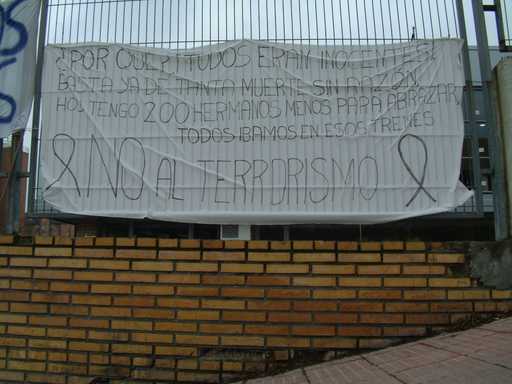 ¿POR QUE? ¡TODOS ERAN INOCENTES!
BASTA YA DE TANTA MUERTE SIN RAZÓN.
HOY TENGO 200 HERMANOS MENOS PARA ABRAZAR,
TODOS IBAMOS EN ESOS TRENES
NO AL TERRORISMO